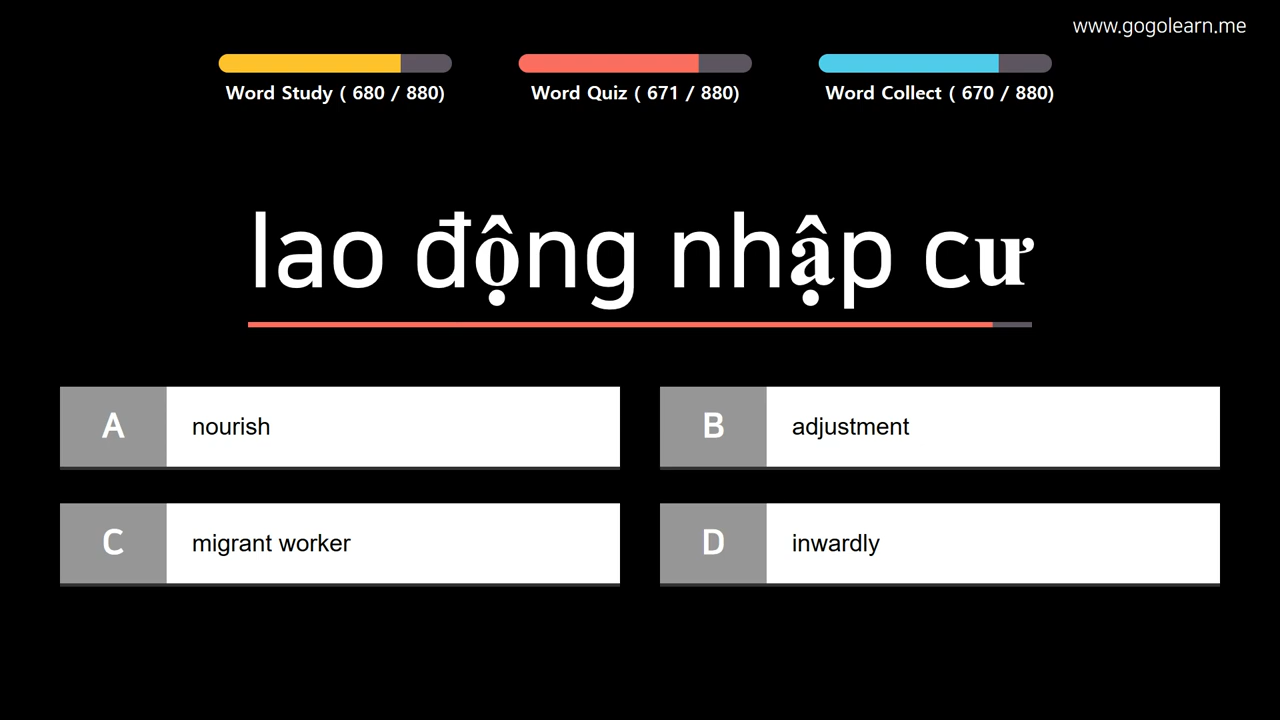 www.gogolearn.me
Word Study ( 680 / 880)
Word Quiz ( 671 / 880)
Word Collect ( 670 / 880)
lao động nhập cư
A nourish
B adjustment
C migrant worker
D inwardly